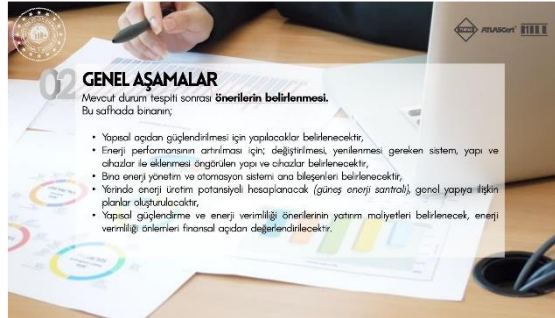 02 GENEL AŞAMALAR
ATLASCert
Mevcut durum tespiti sonrası önerilerin belirlenmesi.
Bu safhada binanın;
• Yapısal açıdan güçlendirilmesi için yapılacaklar belirlenecektir,
• Enerji performansının artırılması için; değiştirilmesi, yenilenmesi gereken sistem, yapı ve
cihazlar ile eklenmesi öngörülen yapı ve cihazlar belirlenecektir,
• Bina enerji yönetim ve otomasyon sistemi ana bileşenleri belirlenecektir,
• Yerinde enerji üretim potansiyeli hesaplanacak (güneş enerji santrali), genel yapıya ilişkin
planlar oluşturulacaktır,
• Yapısal güçlendirme ve enerji verimliliği önerilerinin yatırım maliyetleri belirlenecek, enerji
verimliliği önlemleri finansal açıdan değerlendirilecektir.